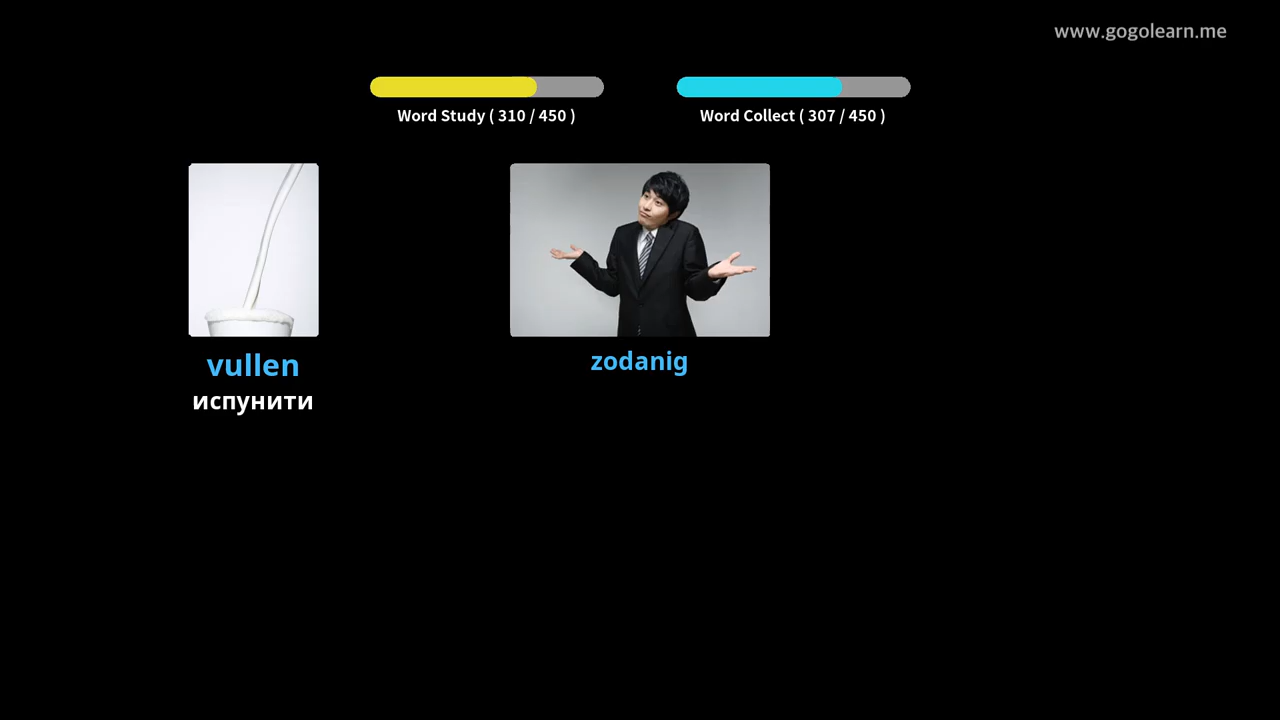 www.gogolearn.me
Word Study ( 310 / 450 )
Word Collect ( 307 / 450 )
vullen
испунити
zodanig